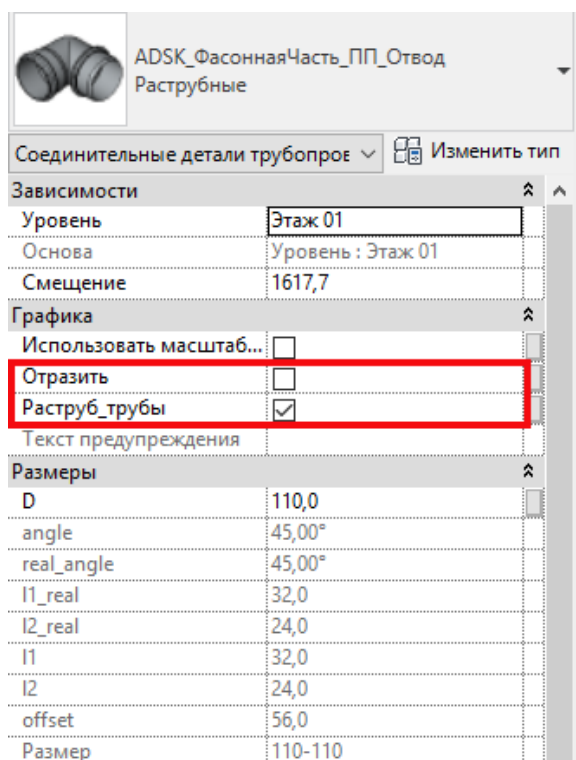 ADSK_ФасоннаяЧасть_ПП_Отвод
Раструбные
Соединительные детали трубопров Изменить тип
Зависимости
Уровень Этаж 01
Основа Уровень : Этаж 01
Смещение 1617,7
Графика
Использовать масштаб...
Отразить
Раструб_трубы
Текст предупреждения
Размеры
D 110,0
angle 45,00°
real_angle 45,00°
l1_real 32,0
l2_real 24,0
l1 32,0
l2 24,0
offset 56,0
Размер 110-110